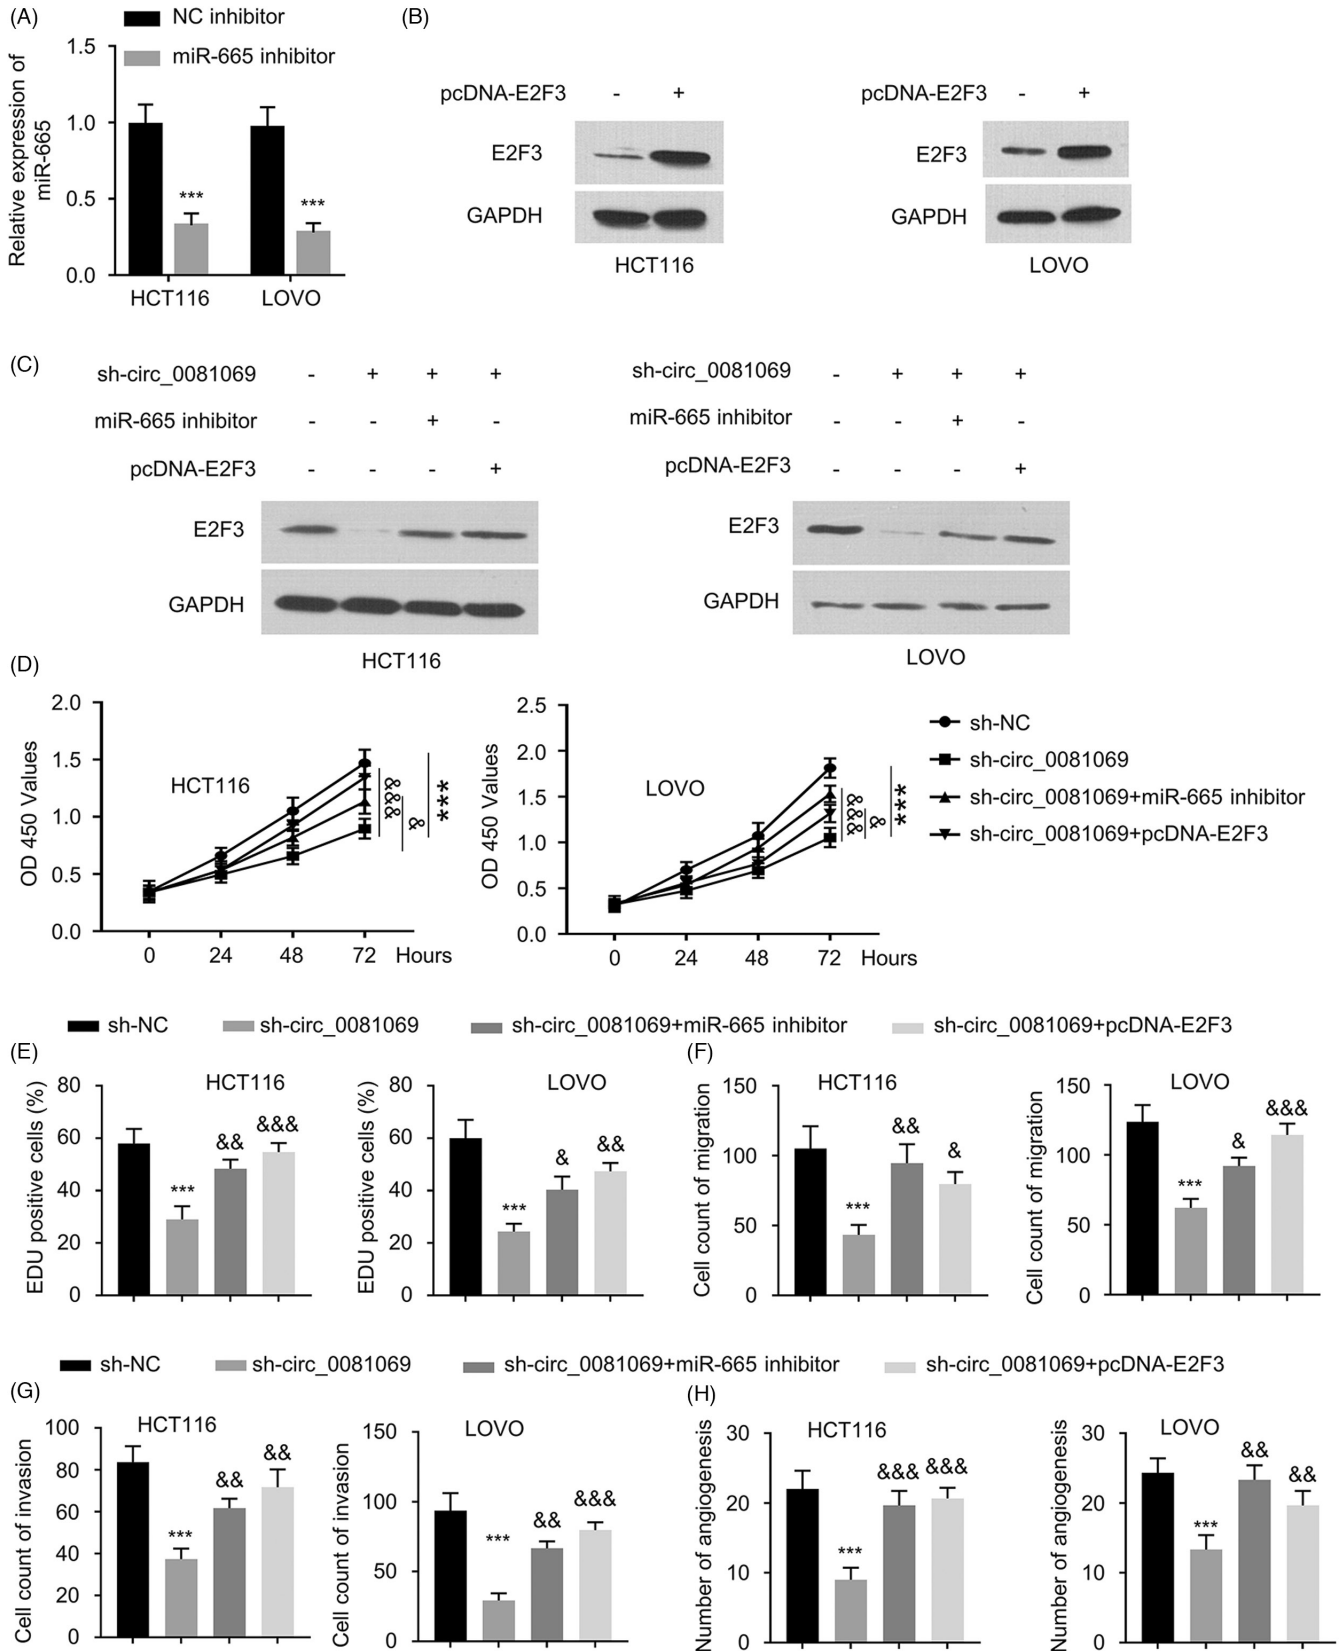 (A)
NC inhibitor
miR-665 inhibitor
Relative expression of
miR-665
1.5
1.0
0.5
0.0
***
***
HCT116
LOVO
(B)
pcDNA-E2F3 - +
E2F3
GAPDH
HCT116
pcDNA-E2F3 - +
E2F3
GAPDH
LOVO
(C)
sh-circ_0081069 - + + +
miR-665 inhibitor - - + -
pcDNA-E2F3 - - - +
E2F3
GAPDH
HCT116
sh-circ_0081069 - + + +
miR-665 inhibitor - - + -
pcDNA-E2F3 - - - +
E2F3
GAPDH
LOVO
(D)
OD 450 Values
2.0
1.5
1.0
0.5
0.0
HCT116
&&&
&
***
0 24 48 72 Hours
OD 450 Values
2.5
2.0
1.5
1.0
0.5
0.0
LOVO
&&&
&
***
0 24 48 72 Hours
sh-NC
sh-circ_0081069
sh-circ_0081069+miR-665 inhibitor
sh-circ_0081069+pcDNA-E2F3
sh-NC sh-circ_0081069 sh-circ_0081069+miR-665 inhibitor sh-circ_0081069+pcDNA-E2F3
(E)
EDU positive cells (%)
80
60
40
20
0
HCT116
***
&&
&&&
EDU positive cells (%)
80
60
40
20
0
LOVO
***
&
&&
(F)
Cell count of migration
150
100
50
0
HCT116
***
&&
&
Cell count of migration
150
100
50
0
LOVO
***
&
&&&
sh-NC sh-circ_0081069 sh-circ_0081069+miR-665 inhibitor sh-circ_0081069+pcDNA-E2F3
(G)
Cell count of invasion
100
80
60
40
20
0
HCT116
***
&&
&&
Cell count of invasion
150
100
50
0
LOVO
***
&&
&&&
(H)
Number of angiogenesis
30
20
10
0
HCT116
***
&&&
&&&
Number of angiogenesis
30
20
10
0
LOVO
***
&&
&&